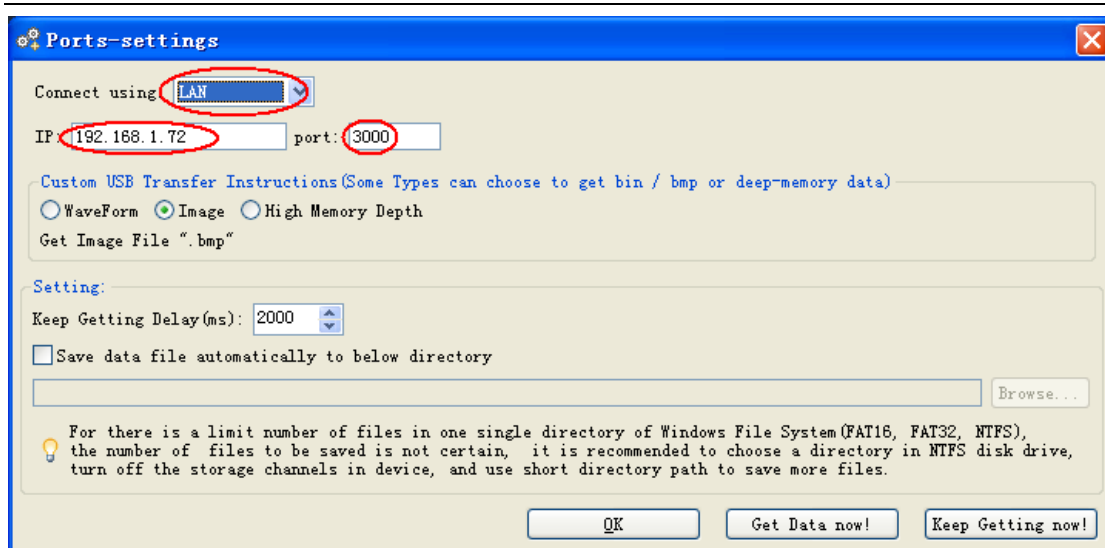 Ports-settings
Connect using: LAN
IP: 192.168.1.72 port: 3000
Custom USB Transfer Instructions(Some Types can choose to get bin / bmp or deep-memory data)
WaveForm Image High Memory Depth
Get Image File ".bmp"
Setting:
Keep Getting Delay(ms): 2000
Save data file automatically to below directory
Browse...
For there is a limit number of files in one single directory of Windows File System(FAT16, FAT32, NTFS),
the number of files to be saved is not certain, it is recommended to choose a directory in NTFS disk drive,
turn off the storage channels in device, and use short directory path to save more files.
OK Get Data now! Keep Getting now!